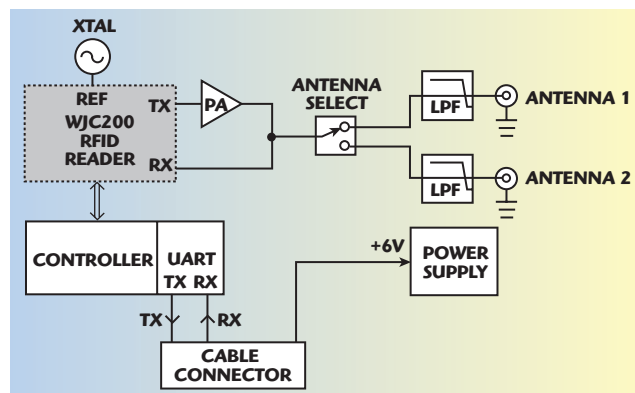 XTAL
REF
WJC200
RFID
READER
TX
RX
PA
ANTENNA
SELECT
LPF
ANTENNA 1
LPF
ANTENNA 2
CONTROLLER
UART
TX RX
TX
RX
+6V
POWER
SUPPLY
CABLE
CONNECTOR